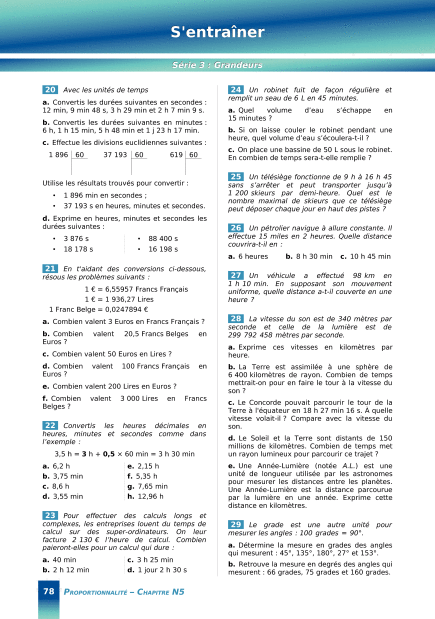 S'entraîner
Série 3 : Grandeurs
20 Avec les unités de temps
a. Convertis les durées suivantes en secondes :
12 min, 9 min 48 s, 3 h 29 min et 2 h 7 min 9 s.
b. Convertis les durées suivantes en minutes :
6 h, 1 h 15 min, 5 h 48 min et 1 j 23 h 17 min.
c. Effectue les divisions euclidiennes suivantes :
1 896 60 37 193 60 619 60
Utilise les résultats trouvés pour convertir :
• 1 896 min en secondes ;
• 37 193 s en heures, minutes et secondes.
d. Exprime en heures, minutes et secondes les
durées suivantes :
• 3 876 s • 88 400 s
• 18 178 s • 16 198 s
21 En t'aidant des conversions ci-dessous,
résous les problèmes suivants :
1 € = 6,55957 Francs Français
1 € = 1 936,27 Lires
1 Franc Belge = 0,0247894 €
a. Combien valent 3 Euros en Francs Français ?
b. Combien valent 20,5 Francs Belges en
Euros ?
c. Combien valent 50 Euros en Lires ?
d. Combien valent 100 Francs Français en
Euros ?
e. Combien valent 200 Lires en Euros ?
f. Combien valent 3 000 Lires en Francs
Belges ?
22 Convertis les heures décimales en
heures, minutes et secondes comme dans
l'exemple :
3,5 h = 3 h + 0,5 × 60 min = 3 h 30 min
a. 6,2 h e. 2,15 h
b. 3,75 min f. 5,35 h
c. 8,6 h g. 7,65 min
d. 3,55 min h. 12,96 h
23 Pour effectuer des calculs longs et
complexes, les entreprises louent du temps de
calcul sur des super-ordinateurs. On leur
facture 2 130 € l'heure de calcul. Combien
paieront-elles pour un calcul qui dure :
a. 40 min c. 3 h 25 min
b. 2 h 12 min d. 1 jour 2 h 30 s
24 Un robinet fuit de façon régulière et
remplit un seau de 6 L en 45 minutes.
a. Quel volume d'eau s'échappe en
15 minutes ?
b. Si on laisse couler le robinet pendant une
heure, quel volume d'eau s'écoulera-t-il ?
c. On place une bassine de 50 L sous le robinet.
En combien de temps sera-t-elle remplie ?
25 Un télésiège fonctionne de 9 h à 16 h 45
sans s'arrêter et peut transporter jusqu'à
1 200 skieurs par demi-heure. Quel est le
nombre maximal de skieurs que ce télésiège
peut déposer chaque jour en haut des pistes ?
26 Un pétrolier navigue à allure constante. Il
effectue 15 miles en 2 heures. Quelle distance
couvrira-t-il en :
a. 6 heures b. 8 h 30 min c. 10 h 45 min
27 Un véhicule a effectué 98 km en
1 h 10 min. En supposant son mouvement
uniforme, quelle distance a-t-il couverte en une
heure ?
28 La vitesse du son est de 340 mètres par
seconde et celle de la lumière est de
299 792 458 mètres par seconde.
a. Exprime ces vitesses en kilomètres par
heure.
b. La Terre est assimilée à une sphère de
6 400 kilomètres de rayon. Combien de temps
mettrait-on pour en faire le tour à la vitesse du
son ?
c. Le Concorde pouvait parcourir le tour de la
Terre à l'équateur en 18 h 27 min 16 s. A quelle
vitesse volait-il ? Compare avec la vitesse du
son.
d. Le Soleil et la Terre sont distants de 150
millions de kilomètres. Combien de temps met
un rayon lumineux pour parcourir ce trajet ?
e. Une Année-Lumière (notée A.L.) est une
unité de longueur utilisée par les astronomes
pour mesurer les distances entre les planètes.
Une Année-Lumière est la distance parcourue
par la lumière en une année. Exprime cette
distance en kilomètres.
29 Le grade est une autre unité pour
mesurer les angles : 100 grades = 90°.
a. Détermine la mesure en grades des angles
qui mesurent : 45°, 135°, 180°, 27° et 153°.
b. Retrouve la mesure en degrés des angles qui
mesurent : 66 grades, 75 grades et 160 grades.
78 PROPORTIONNALITÉ – CHAPITRE N5